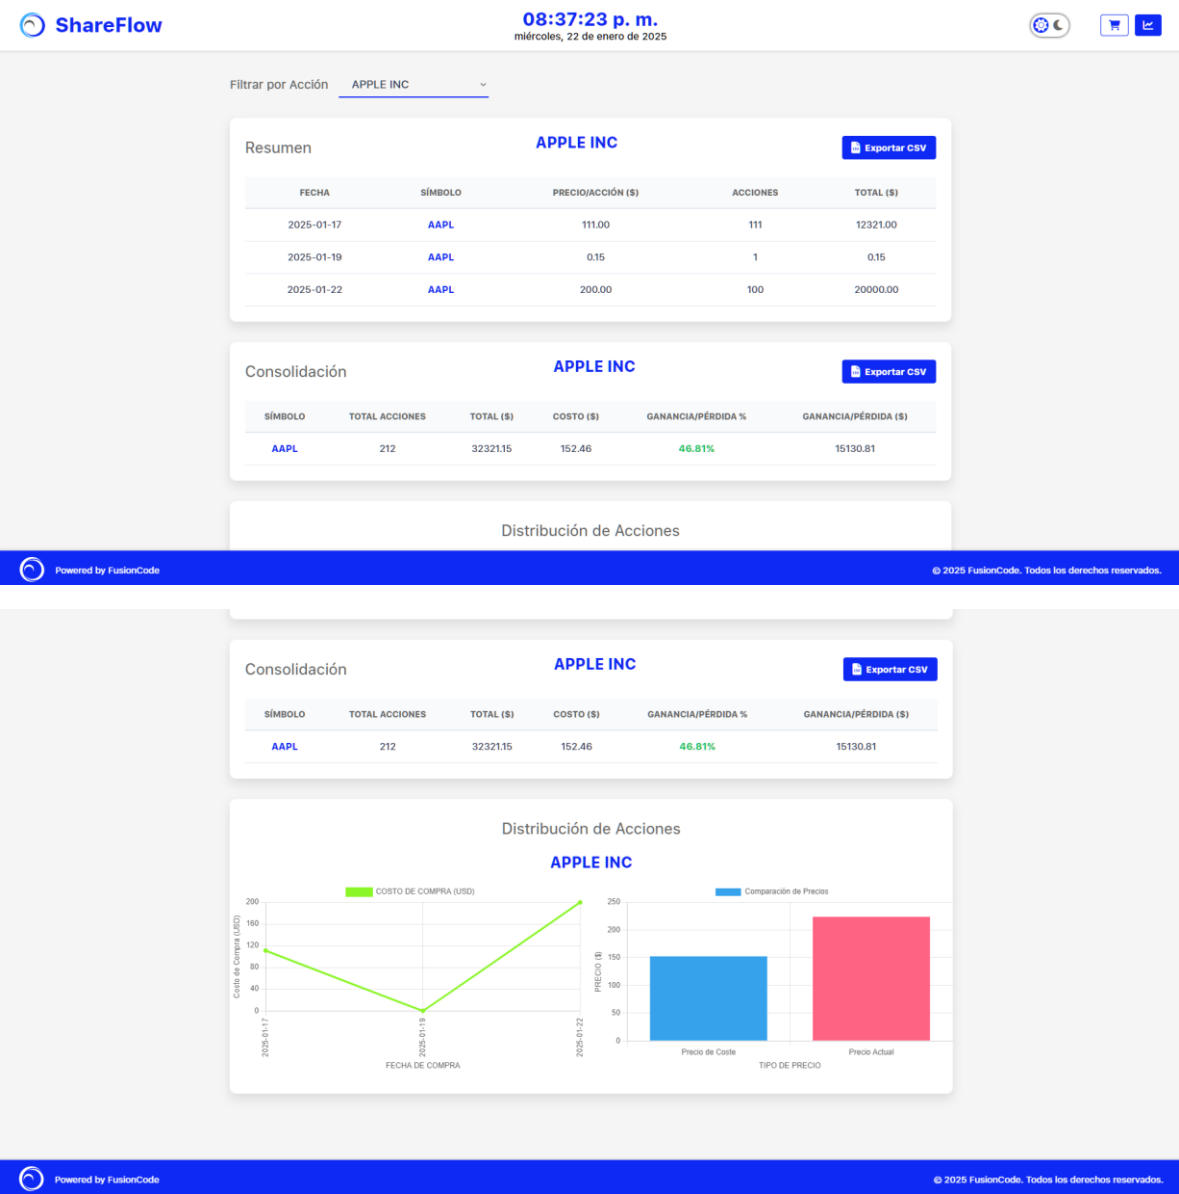 ShareFlow
08:37:23 p. m.
miércoles, 22 de enero de 2025
Filtrar por Acción APPLE INC
Resumen APPLE INC Exportar CSV
FECHA SÍMBOLO PRECIO/ACCIÓN ($) ACCIONES TOTAL ($)
2025-01-17 AAPL 111.00 111 12321.00
2025-01-19 AAPL 0.15 1 0.15
2025-01-22 AAPL 200.00 100 20000.00
Consolidación APPLE INC Exportar CSV
SÍMBOLO TOTAL ACCIONES TOTAL ($) COSTO ($) GANANCIA/PÉRDIDA % GANANCIA/PÉRDIDA ($)
AAPL 212 32321.15 152.46 46.81% 15130.81
Distribución de Acciones
Powered by FusionCode © 2025 FusionCode. Todos los derechos reservados.
Consolidación APPLE INC Exportar CSV
SÍMBOLO TOTAL ACCIONES TOTAL ($) COSTO ($) GANANCIA/PÉRDIDA % GANANCIA/PÉRDIDA ($)
AAPL 212 32321.15 152.46 46.81% 15130.81
Distribución de Acciones
APPLE INC
COSTO DE COMPRA (USD)
Costo de Compra (USD)
200
160
120
80
40
0
2025-01-17 2025-01-19 2025-01-22
FECHA DE COMPRA
Comparación de Precios
PRECIO ($)
250
200
150
100
50
0
Precio de Coste Precio Actual
TIPO DE PRECIO
Powered by FusionCode © 2025 FusionCode. Todos los derechos reservados.